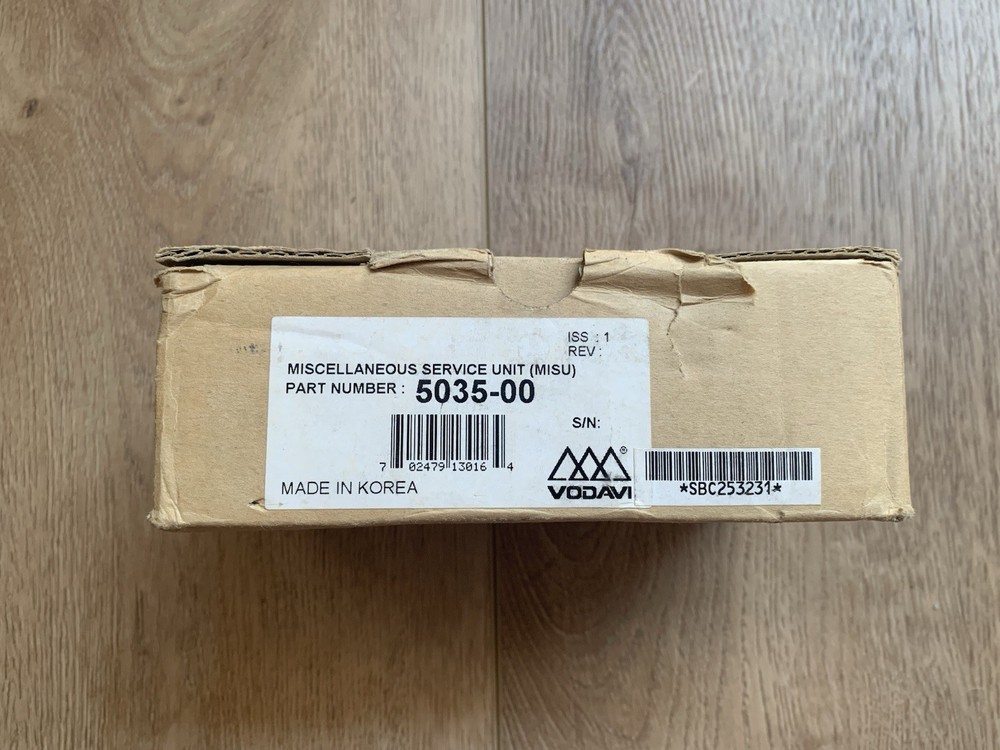 ISS : 1
REV :
MISCELLANEOUS SERVICE UNIT (MISU)
PART NUMBER : 5035-00
S/N:
7 02479 13016 4
MADE IN KOREA
®
VODAVI
*SBC253231*